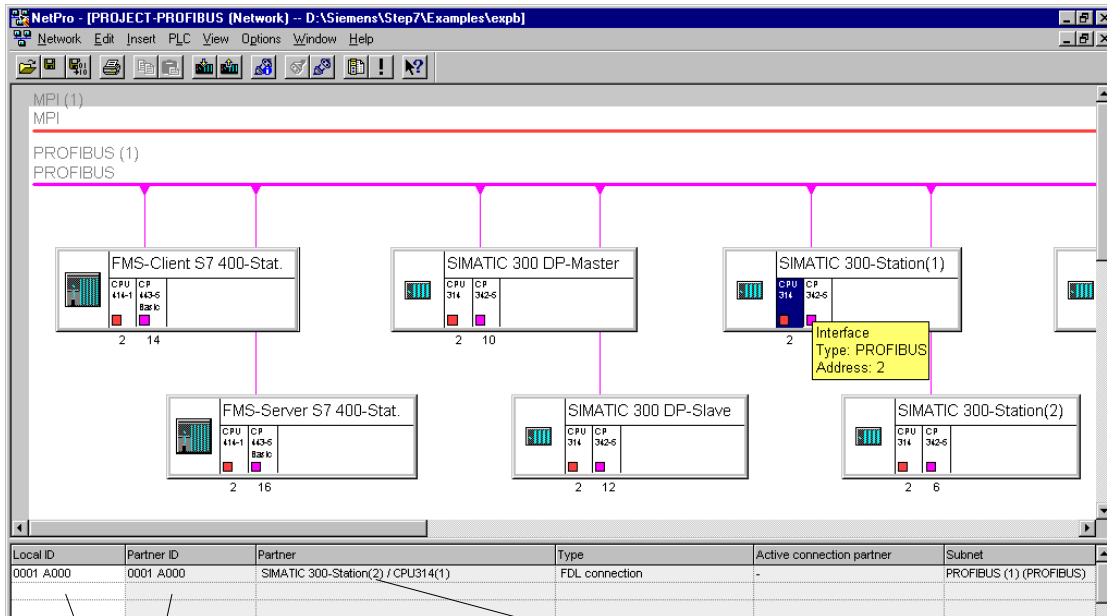 NetPro - [PROJECT-PROFIBUS (Network) -- D:\Siemens\Step7\Examples\expb]
Network Edit Insert PLC View Options Window Help
MPI (1)
MPI
PROFIBUS (1)
PROFIBUS
FMS-Client S7 400-Stat.
CPU 414-1
CP 443-5 Basic
2 14
SIMATIC 300 DP-Master
CPU 314
CP 342-5
2 10
SIMATIC 300-Station(1)
CPU 314
CP 342-5
2
Interface
Type: PROFIBUS
Address: 2
FMS-Server S7 400-Stat.
CPU 414-1
CP 443-5 Basic
2 16
SIMATIC 300 DP-Slave
CPU 314
CP 342-5
2 12
SIMATIC 300-Station(2)
CPU 314
CP 342-5
2 6
Local ID Partner ID Partner Type Active connection partner Subnet
0001 A000 0001 A000 SIMATIC 300-Station(2) / CPU314(1) FDL connection - PROFIBUS (1) (PROFIBUS)